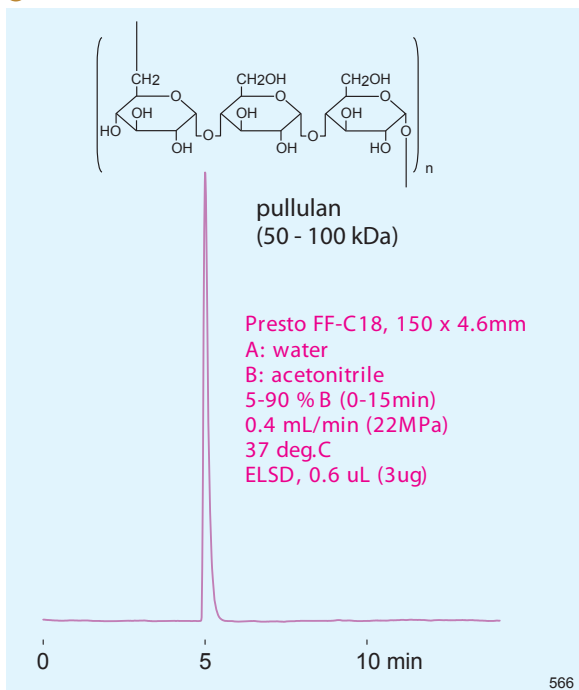 CH2 CH2OH CH2OH
O O O
OH OH OH
HO O O O
OH OH HO
n
pullulan
(50 - 100 kDa)
Presto FF-C18, 150 x 4.6mm
A: water
B: acetonitrile
5-90 % B (0-15min)
0.4 mL/min (22MPa)
37 deg.C
ELSD, 0.6 uL (3ug)
0 5 10 min
566